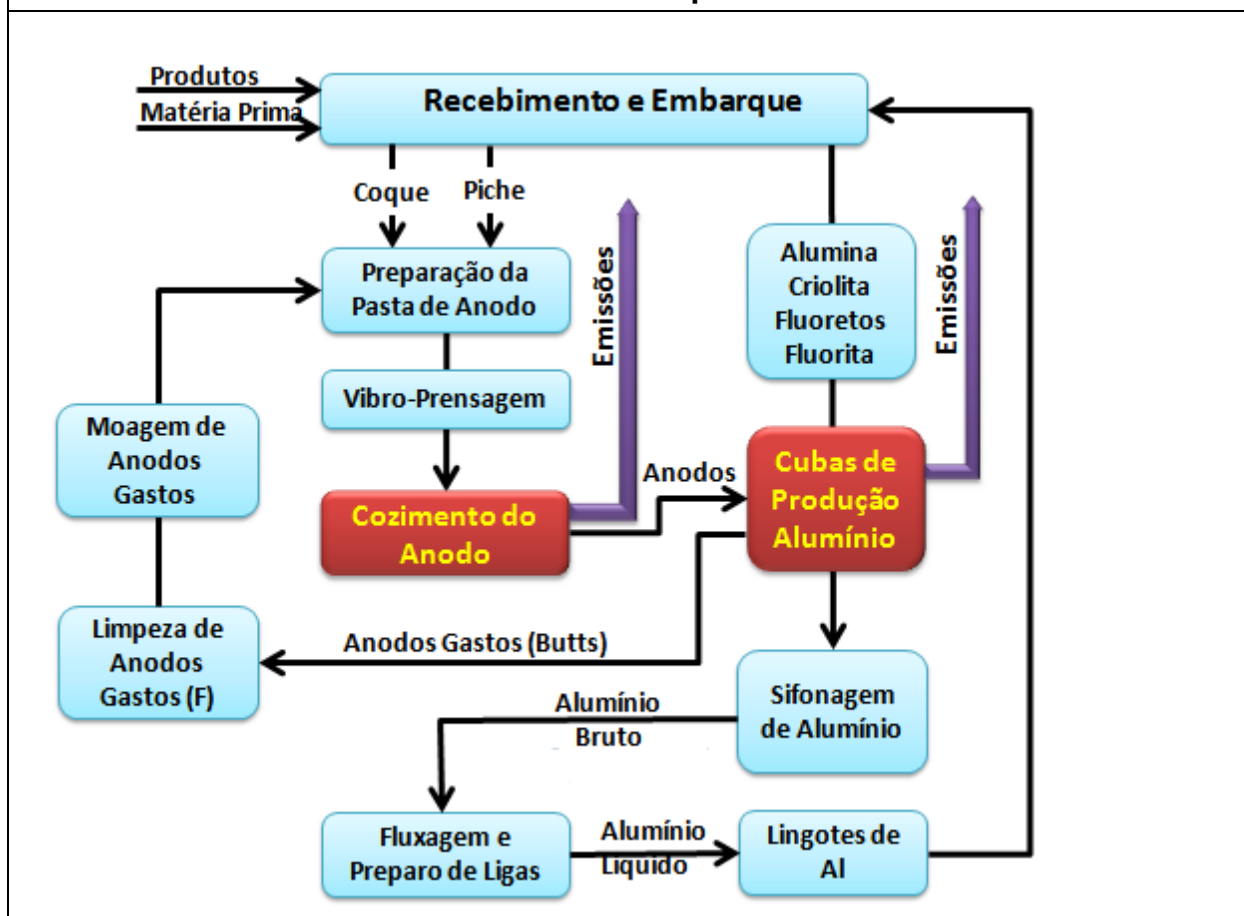 Produtos
Matéria Prima
Recebimento e Embarque
Coque
Piche
Emissões
Alumina
Criolita
Fluoretos
Fluorita
Emissões
Preparação da
Pasta de Anodo
Vibro-Prensagem
Moagem de
Anodos
Gastos
Cozimento do
Anodo
Anodos
Cubas de
Produção
Alumínio
Limpeza de
Anodos
Gastos (F)
Anodos Gastos (Butts)
Sifonagem
de Alumínio
Alumínio
Bruto
Fluxagem e
Preparo de Ligas
Alumínio
Liquido
Lingotes de
Al